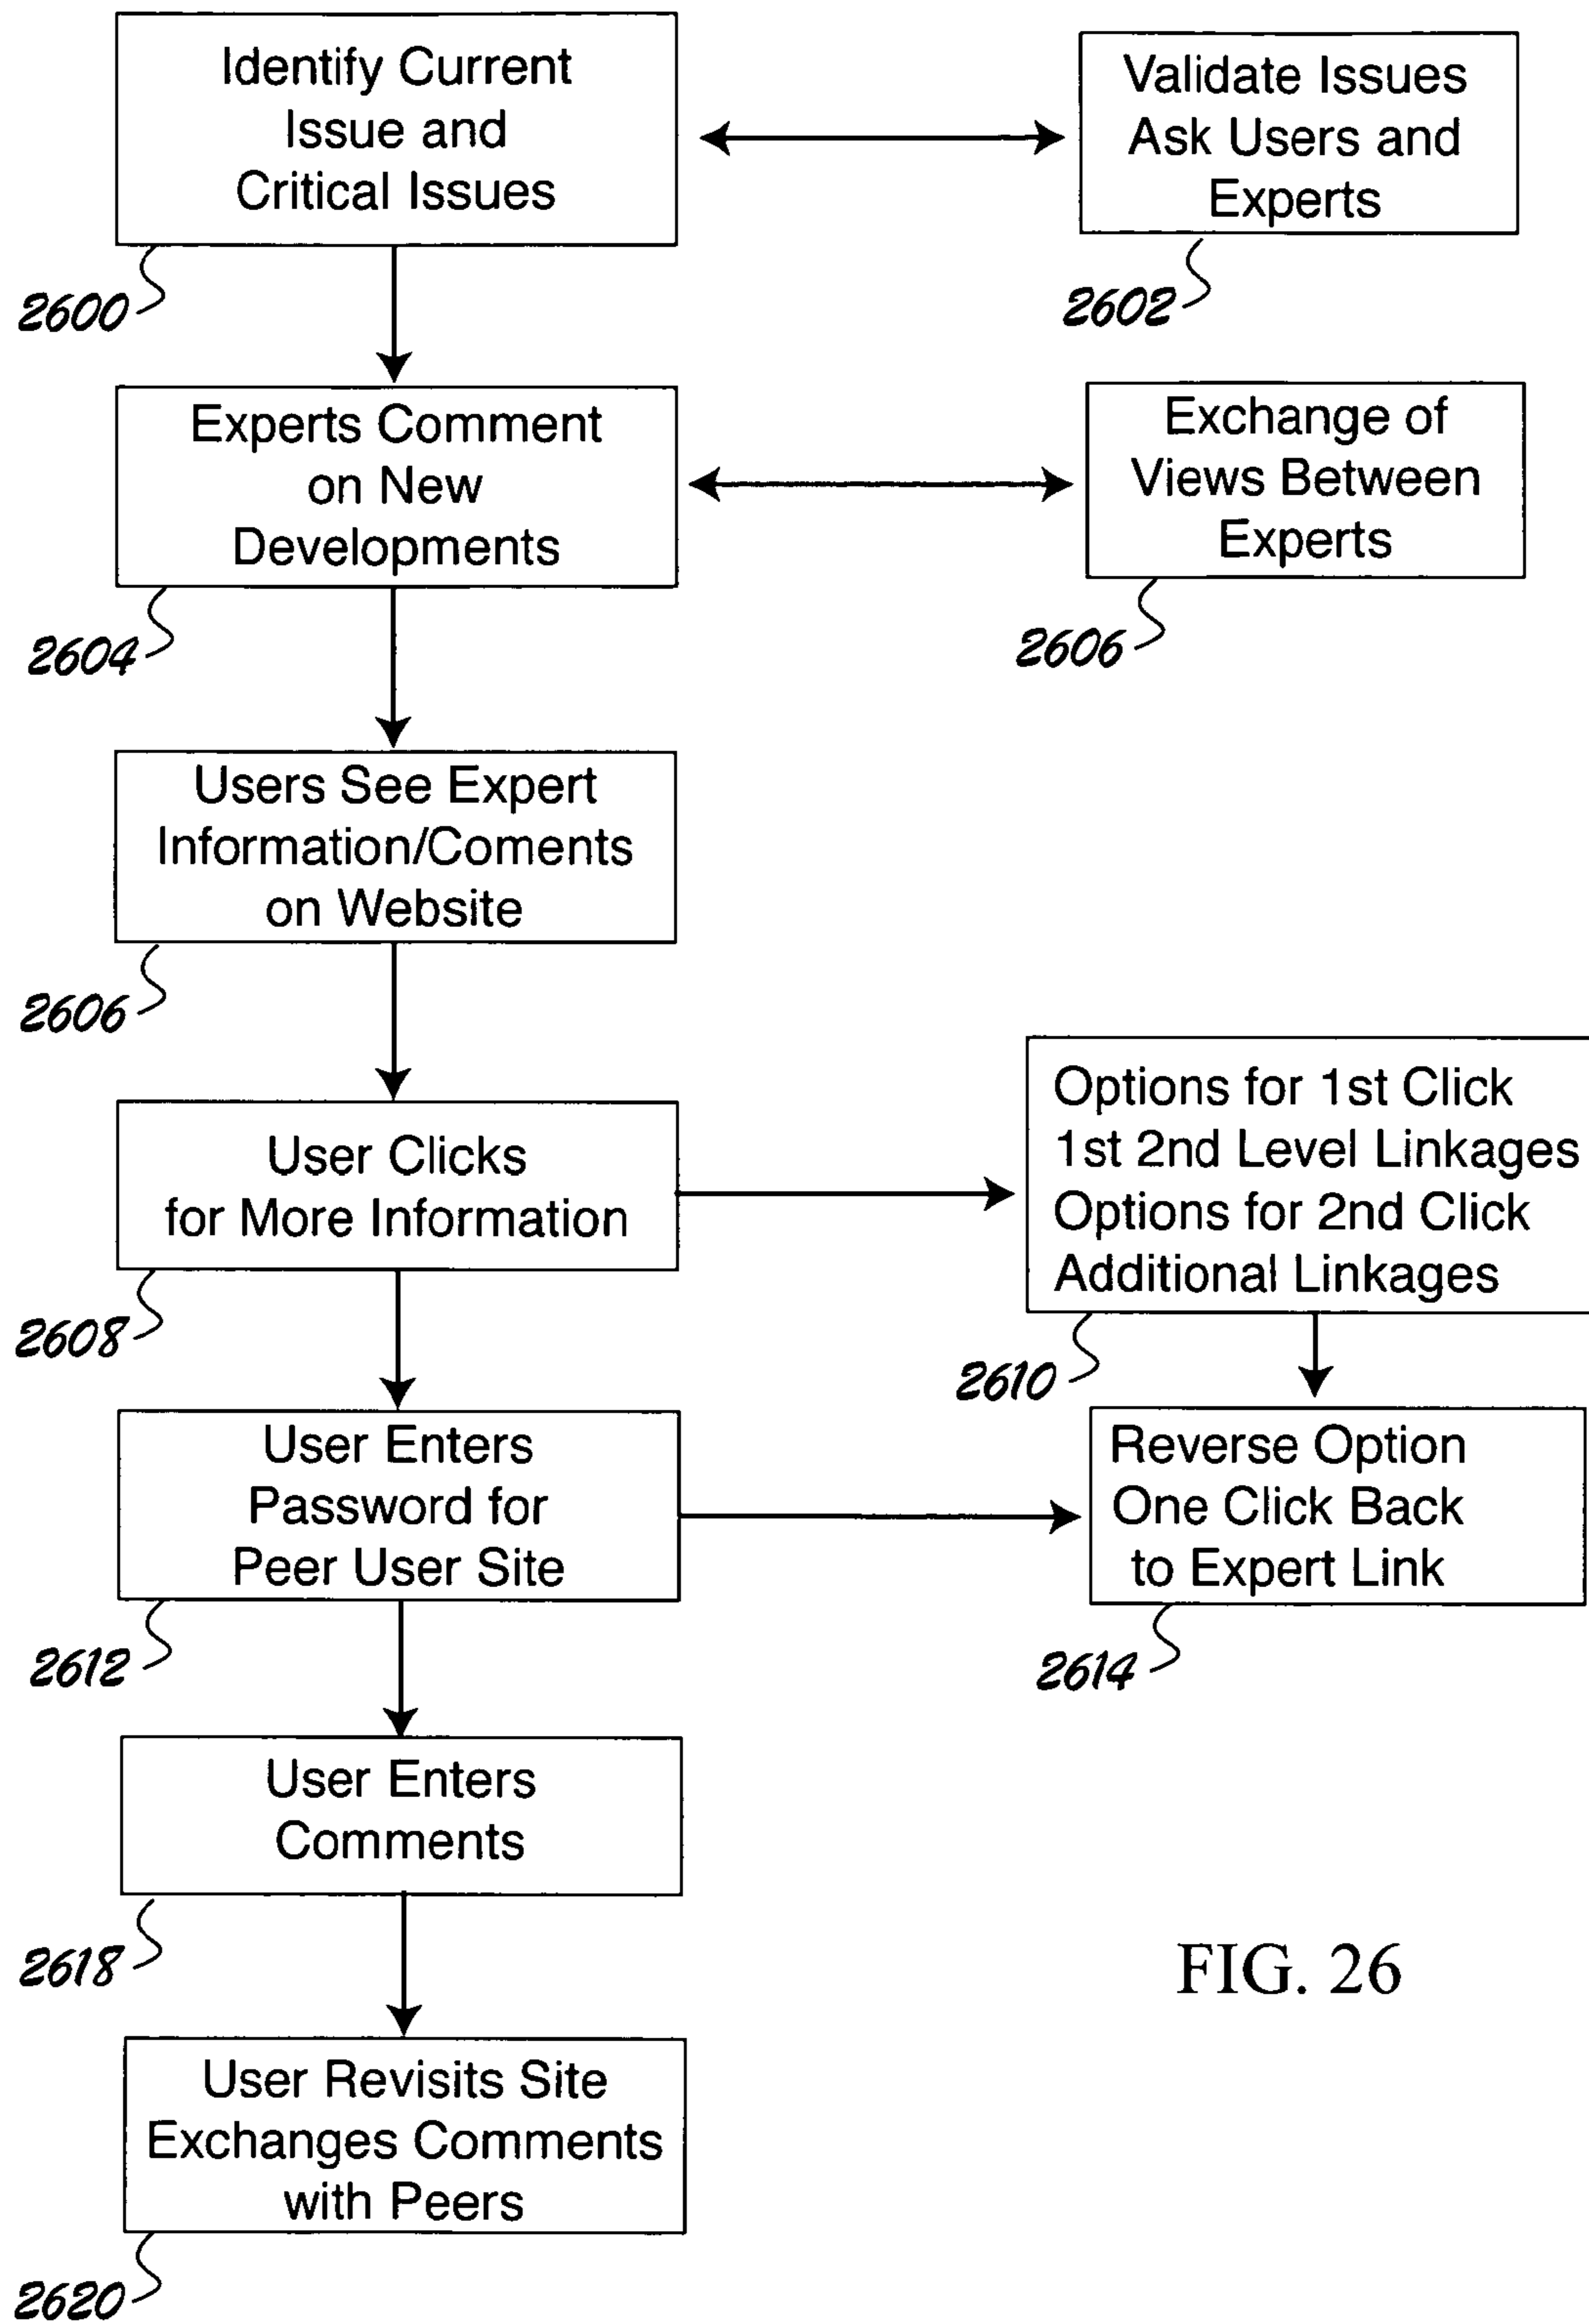 Identify Current
Issue and
Critical Issues
2600
Validate Issues
Ask Users and
Experts
2602
Experts Comment
on New
Developments
2604
Exchange of
Views Between
Experts
2606
Users See Expert
Information/Coments
on Website
2606
User Clicks
for More Information
2608
Options for 1st Click
1st 2nd Level Linkages
Options for 2nd Click
Additional Linkages
2610
User Enters
Password for
Peer User Site
2612
Reverse Option
One Click Back
to Expert Link
2614
User Enters
Comments
2618
User Revisits Site
Exchanges Comments
with Peers
2620
FIG. 26